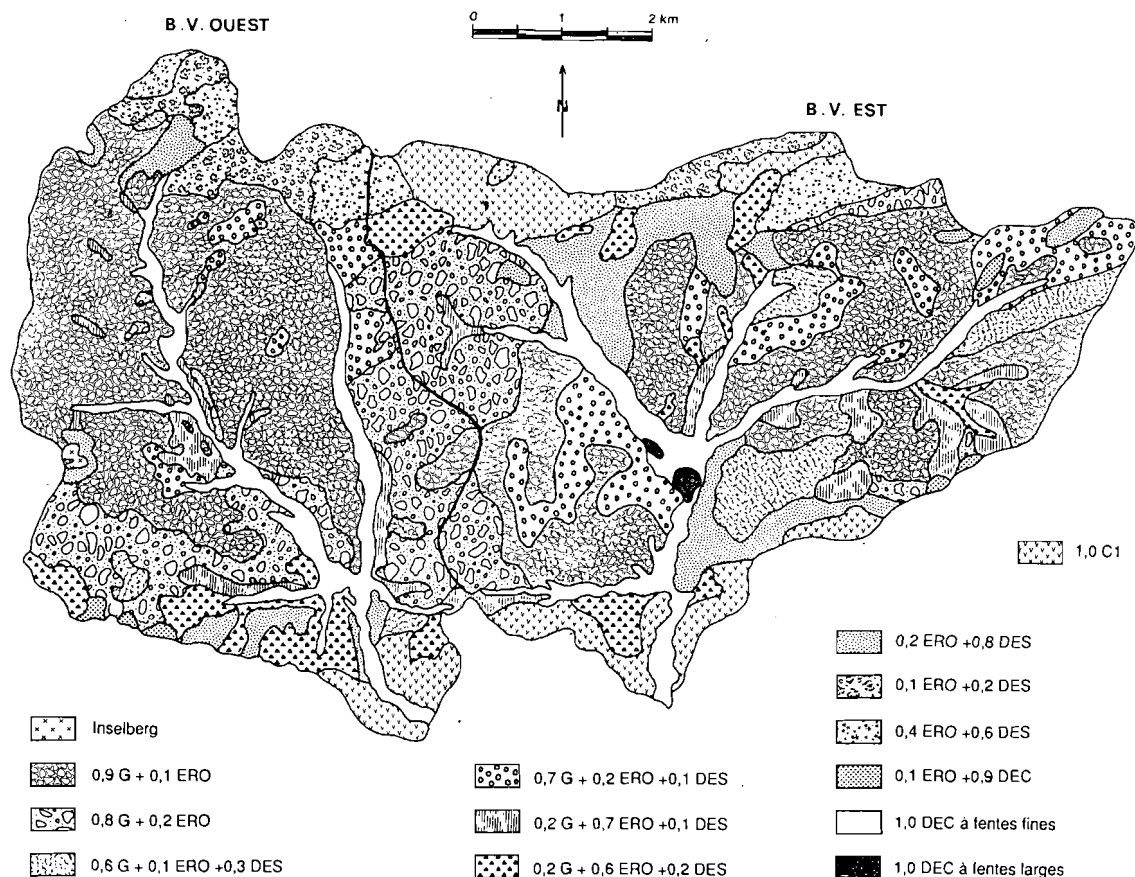 B.V. OUEST
0 1 2 km
N
B.V. EST
1,0 C1
Inselberg
0,9 G + 0,1 ERO
0,8 G + 0,2 ERO
0,6 G + 0,1 ERO +0,3 DES
0,7 G + 0,2 ERO +0,1 DES
0,2 G + 0,7 ERO +0,1 DES
0,2 G + 0,6 ERO +0,2 DES
0,2 ERO +0,8 DES
0,1 ERO +0,2 DES
0,4 ERO +0,6 DES
0,1 ERO +0,9 DEC
1,0 DEC à fentes fines
1,0 DEC à fentes larges